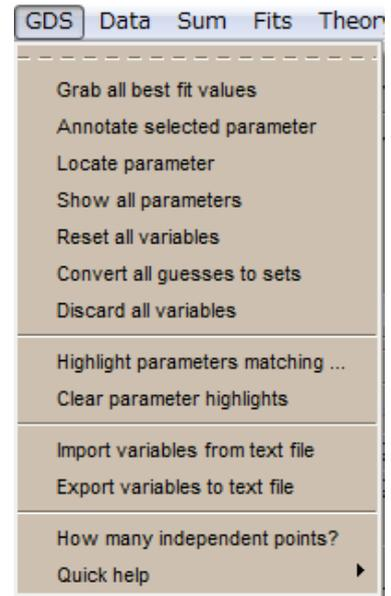 GDS Data Sum Fits Theor
Grab all best fit values
Annotate selected parameter
Locate parameter
Show all parameters
Reset all variables
Convert all guesses to sets
Discard all variables
Highlight parameters matching ...
Clear parameter highlights
Import variables from text file
Export variables to text file
How many independent points?
Quick help